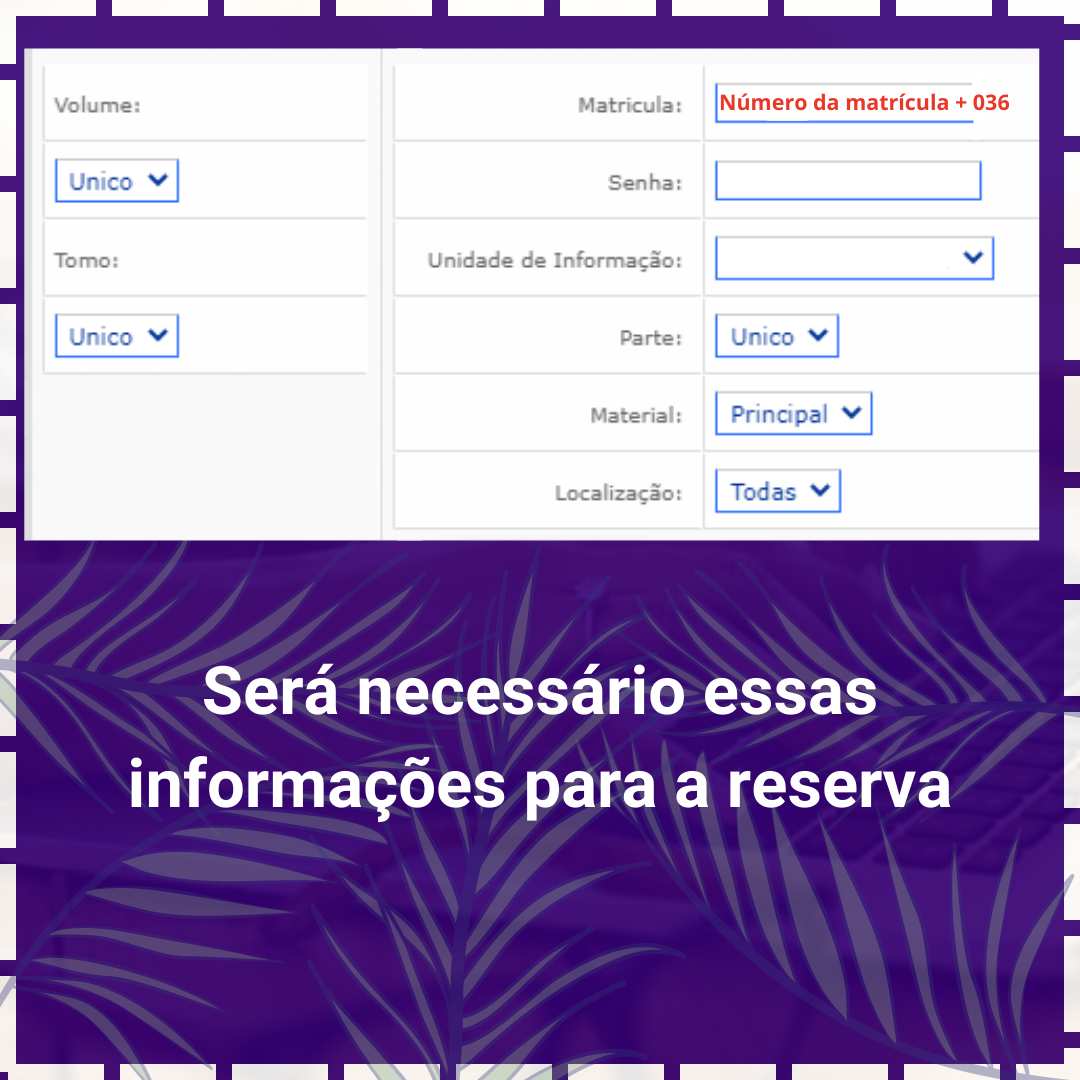 Volume:
Unico
Tomo:
Unico
Matricula: Número da matrícula + 036
Senha:
Unidade de Informação:
Parte: Unico
Material: Principal
Localização: Todas
Será necessário essas
informações para a reserva